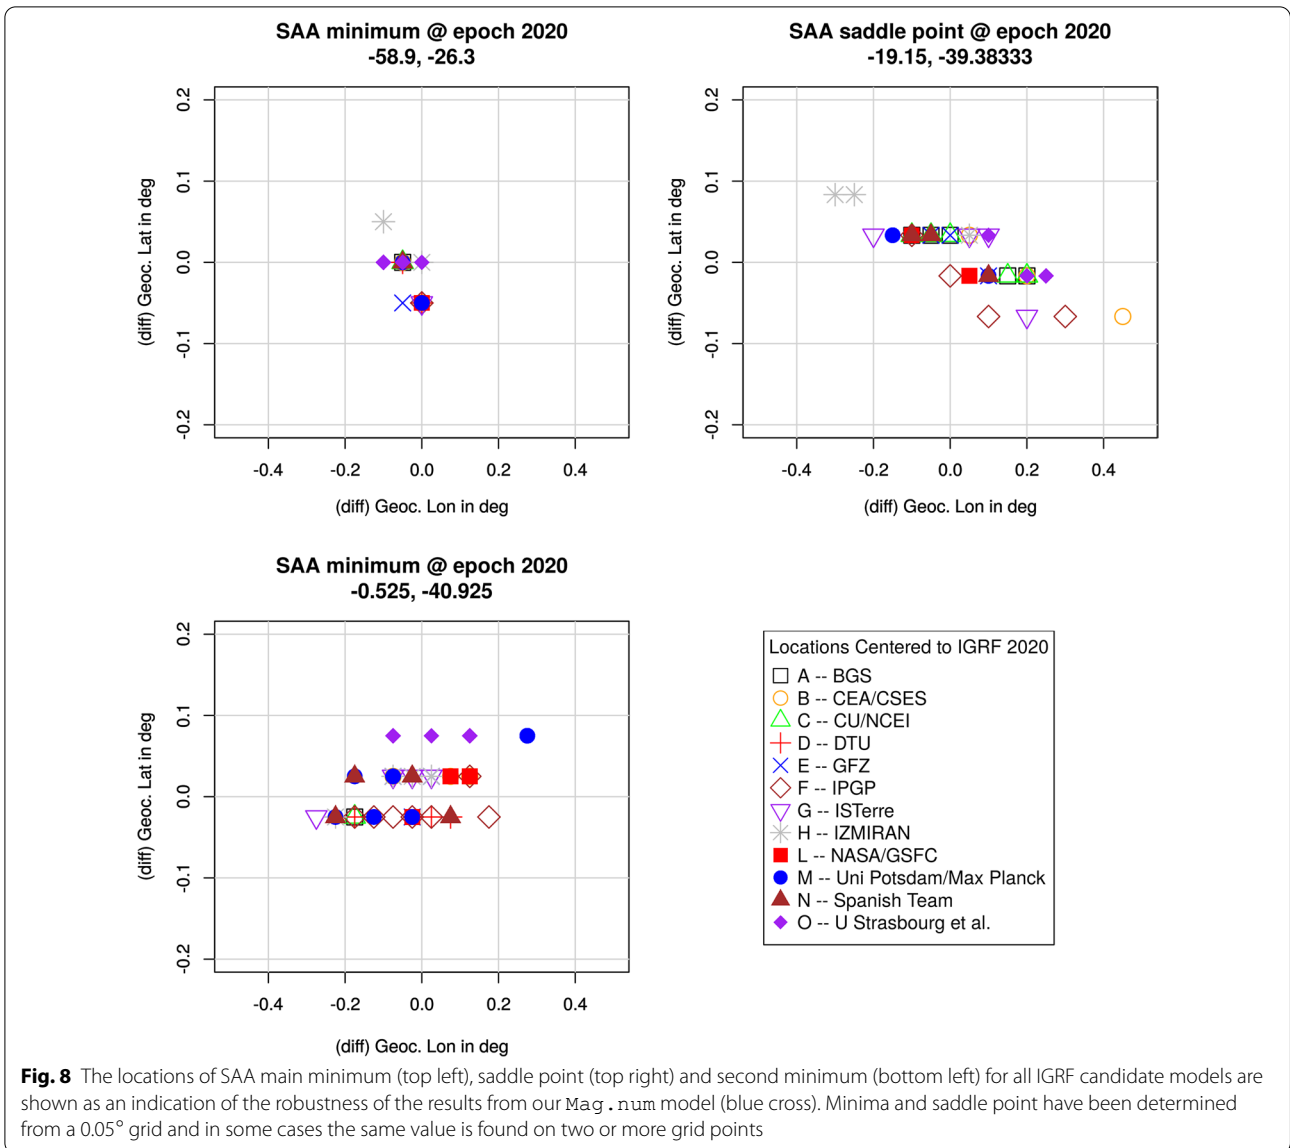 SAA minimum @ epoch 2020
-58.9, -26.3
(diff) Geoc. Lat in deg
0.2
0.1
0.0
-0.1
-0.2
-0.4 -0.2 0.0 0.2 0.4
(diff) Geoc. Lon in deg
SAA saddle point @ epoch 2020
-19.15, -39.38333
(diff) Geoc. Lat in deg
0.2
0.1
0.0
-0.1
-0.2
-0.4 -0.2 0.0 0.2 0.4
(diff) Geoc. Lon in deg
SAA minimum @ epoch 2020
-0.525, -40.925
(diff) Geoc. Lat in deg
0.2
0.1
0.0
-0.1
-0.2
-0.4 -0.2 0.0 0.2 0.4
(diff) Geoc. Lon in deg
Locations Centered to IGRF 2020
A -- BGS
B -- CEA/CSES
C -- CU/NCEI
D -- DTU
E -- GFZ
F -- IPGP
G -- ISTerre
H -- IZMIRAN
L -- NASA/GSFC
M -- Uni Potsdam/Max Planck
N -- Spanish Team
O -- U Strasbourg et al.
Fig. 8 The locations of SAA main minimum (top left), saddle point (top right) and second minimum (bottom left) for all IGRF candidate models are
shown as an indication of the robustness of the results from our Mag.num model (blue cross). Minima and saddle point have been determined
from a 0.05° grid and in some cases the same value is found on two or more grid points